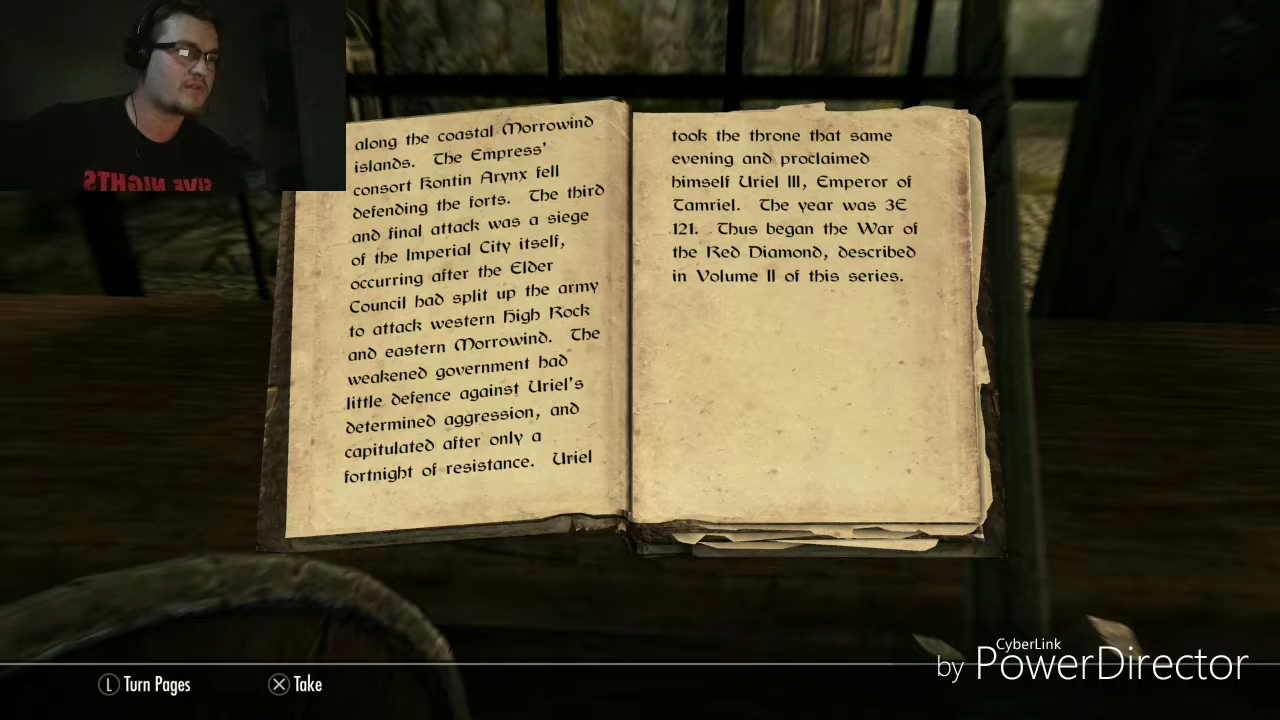 FIVE NIGHTS
along the coastal Morrowind
islands. The Empress'
consort Kontin Arynx fell
defending the forts. The third
and final attack was a siege
of the Imperial City itself,
occurring after the Elder
Council had split up the army
to attack western High Rock
and eastern Morrowind. The
weakened government had
little defence against Uriel's
determined aggression, and
capitulated after only a
fortnight of resistance. Uriel
took the throne that same
evening and proclaimed
himself Uriel III, Emperor of
Tamriel. The year was 3E
121. Thus began the War of
the Red Diamond, described
in Volume II of this series.
L Turn Pages
X Take
CyberLink
by PowerDirector